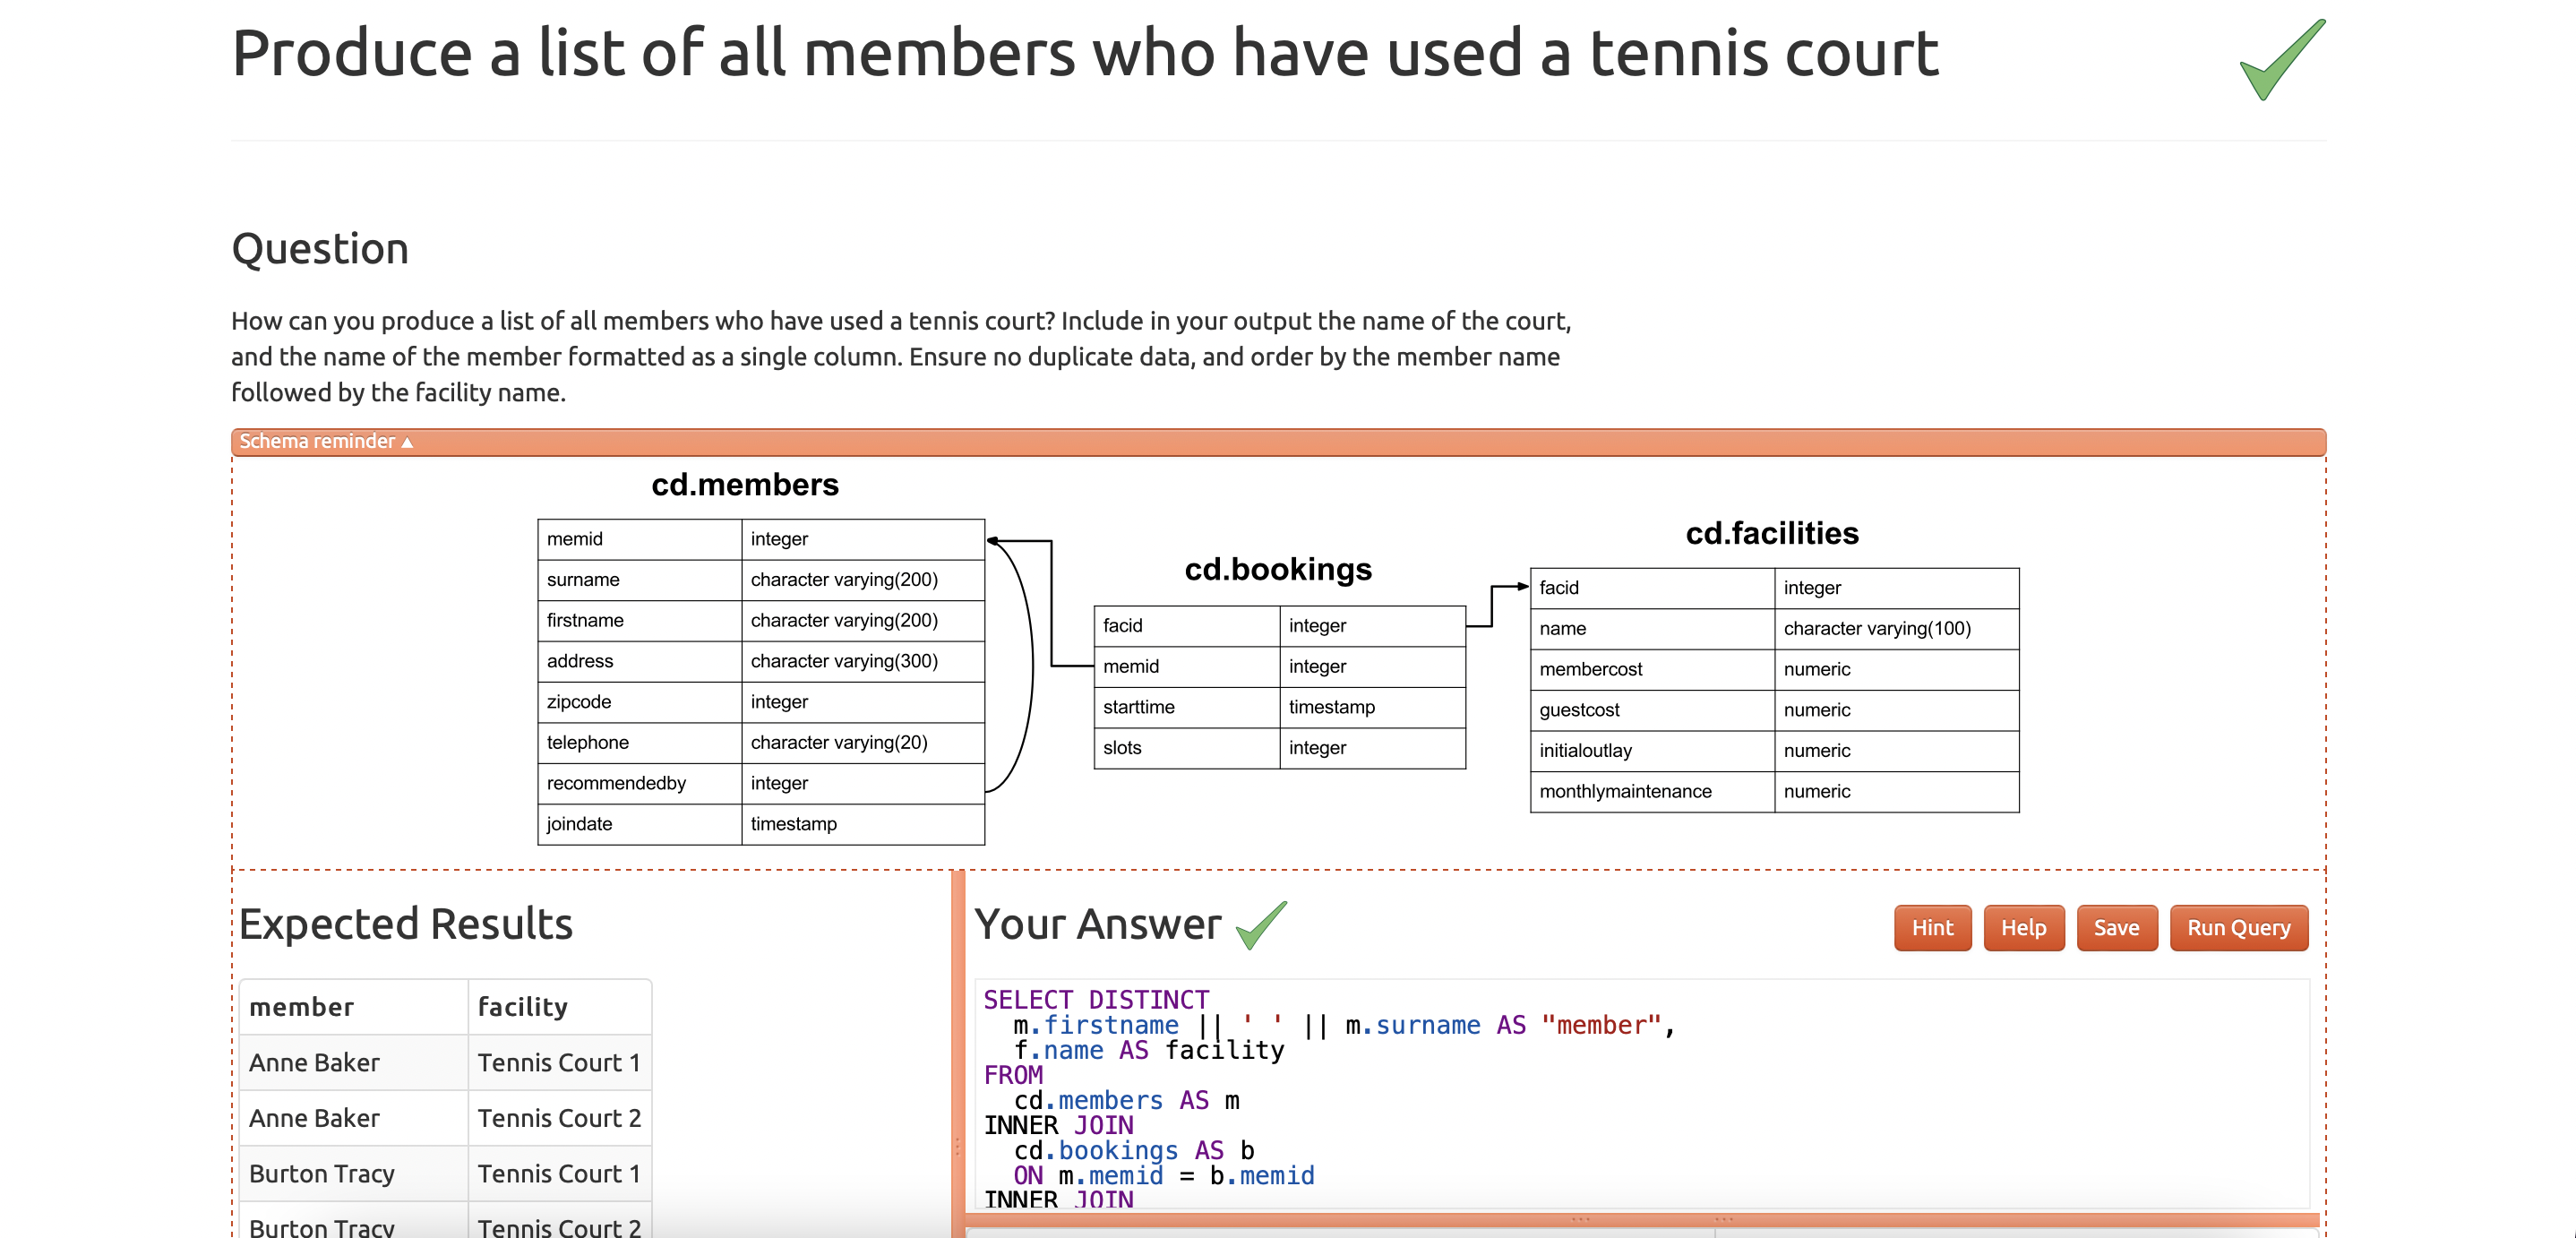 Produce a list of all members who have used a tennis court
Question
How can you produce a list of all members who have used a tennis court? Include in your output the name of the court,
and the name of the member formatted as a single column. Ensure no duplicate data, and order by the member name
followed by the facility name.
Schema reminder ▲
cd.members
memid integer
surname character varying(200)
firstname character varying(200)
address character varying(300)
zipcode integer
telephone character varying(20)
recommendedby integer
joindate timestamp
cd.bookings
facid integer
memid integer
starttime timestamp
slots integer
cd.facilities
facid integer
name character varying(100)
membercost numeric
guestcost numeric
initialoutlay numeric
monthlymaintenance numeric
Expected Results
member facility
Anne Baker Tennis Court 1
Anne Baker Tennis Court 2
Burton Tracy Tennis Court 1
Burton Tracy Tennis Court 2
Your Answer
Hint Help Save Run Query
SELECT DISTINCT
  m.firstname || ' ' || m.surname AS "member",
  f.name AS facility
FROM
  cd.members AS m
INNER JOIN
  cd.bookings AS b
  ON m.memid = b.memid
INNER JOIN